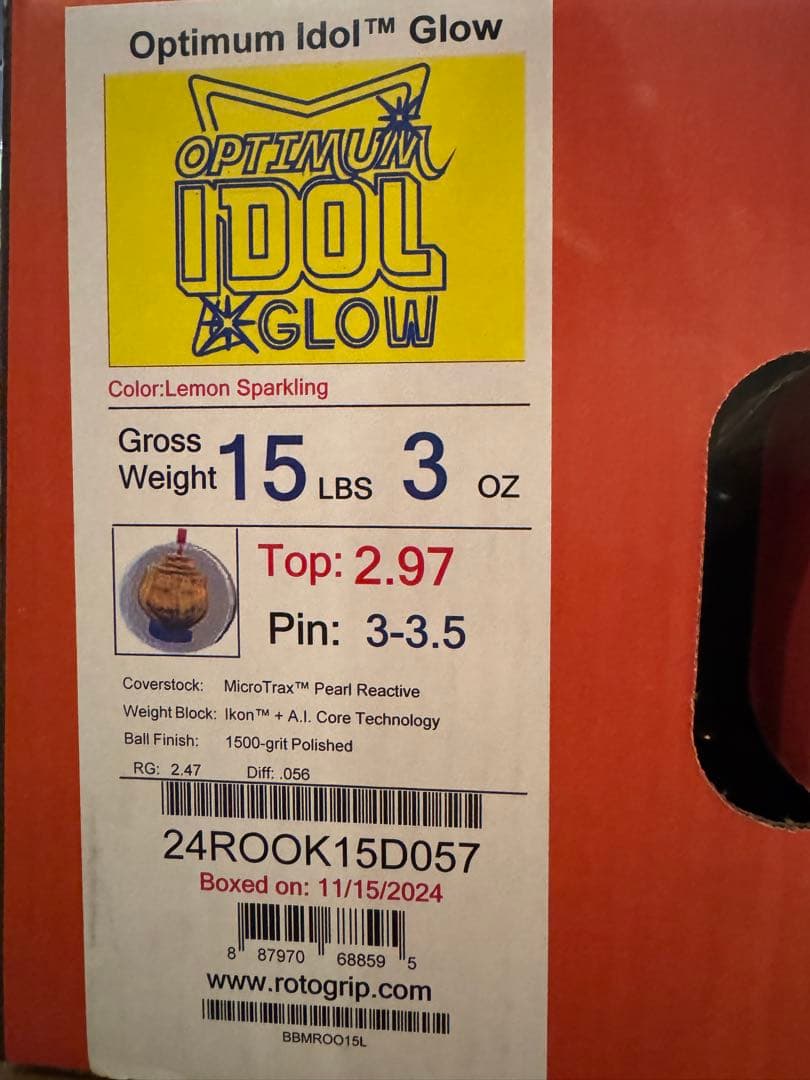 Optimum Idol™ Glow
OPTIMUM
IDOL
GLOW
Color:Lemon Sparkling
Gross Weight 15 LBS 3 OZ
Top: 2.97
Pin: 3-3.5
Coverstock: MicroTrax™ Pearl Reactive
Weight Block: Ikon™ + A.I. Core Technology
Ball Finish: 1500-grit Polished
RG: 2.47 Diff: .056
24ROOK15D057
Boxed on: 11/15/2024
8 87970 68859 5
www.rotogrip.com
BBMROO15L